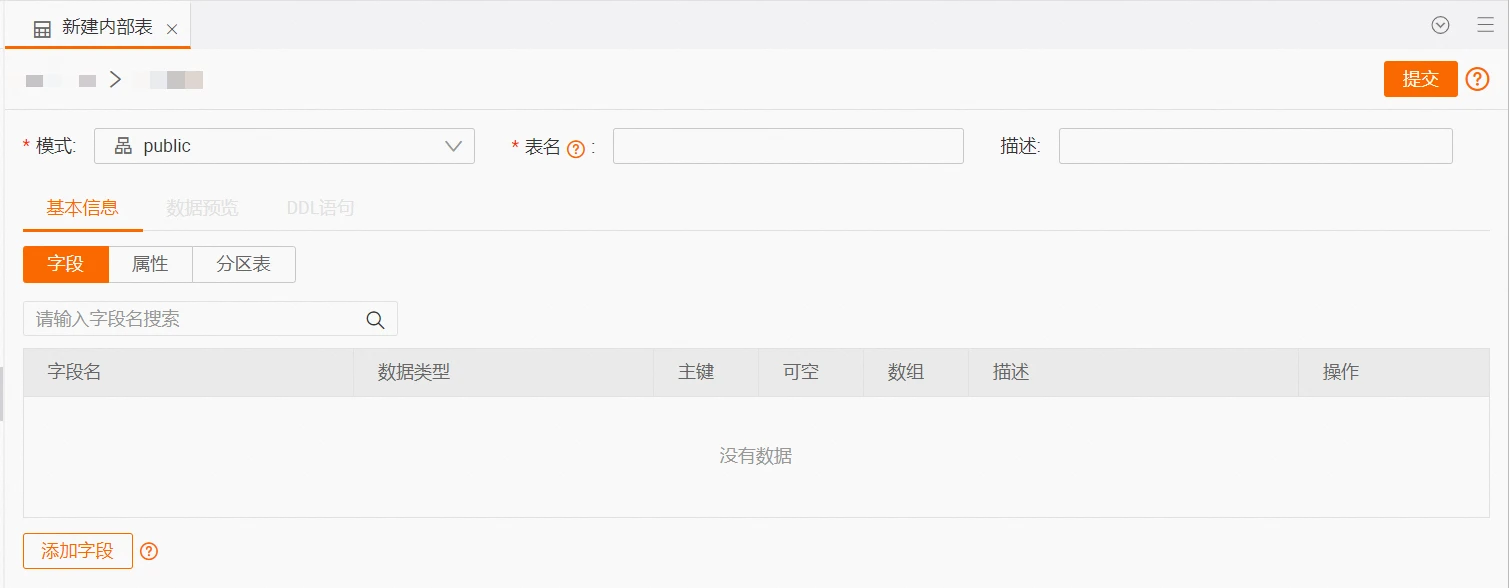 新建内部表
提交
* 模式: public * 表名 : 描述:
基本信息 数据预览 DDL语句
字段 属性 分区表
请输入字段名搜索
字段名 数据类型 主键 可空 数组 描述 操作
没有数据
添加字段